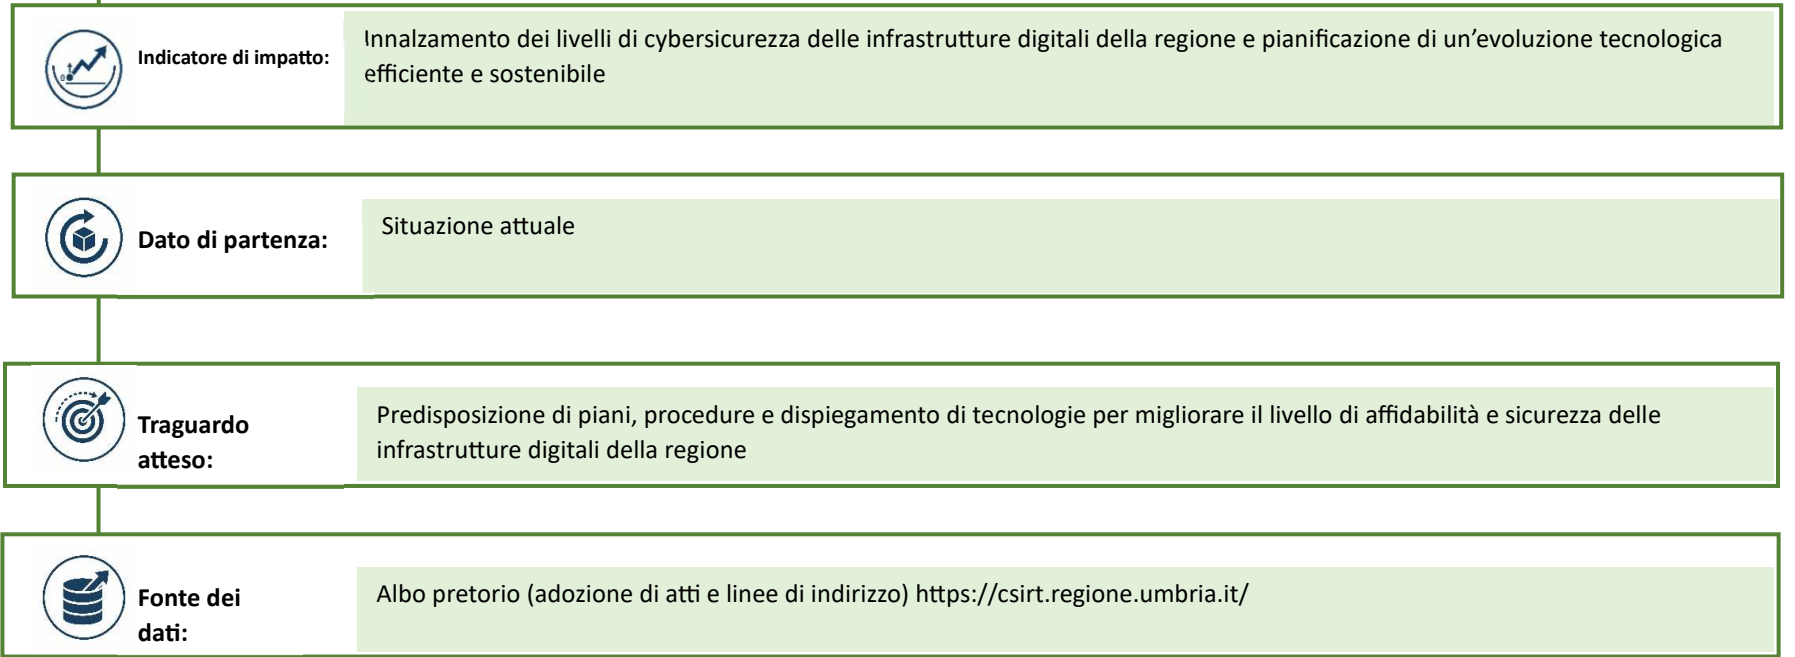 Indicatore di impatto:
Innalzamento dei livelli di cybersicurezza delle infrastrutture digitali della regione e pianificazione di un’evoluzione tecnologica
efficiente e sostenibile
Dato di partenza:
Situazione attuale
Traguardo
atteso:
Predisposizione di piani, procedure e dispiegamento di tecnologie per migliorare il livello di affidabilità e sicurezza delle
infrastrutture digitali della regione
Fonte dei
dati:
Albo pretorio (adozione di atti e linee di indirizzo) https://csirt.regione.umbria.it/